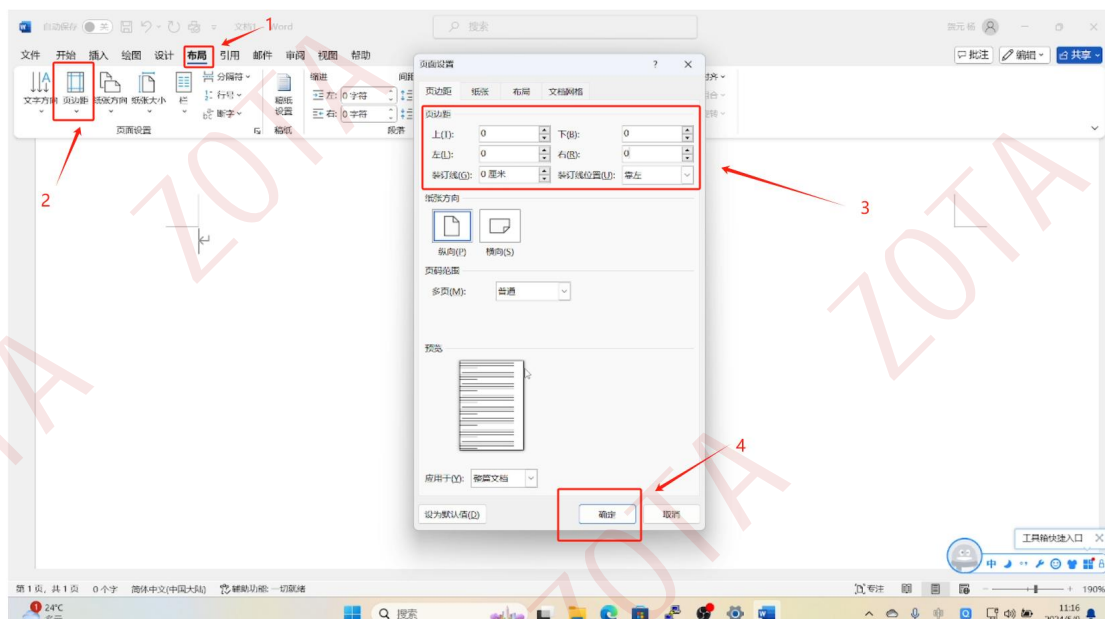 自动保存 关 文档1 - Word 搜索 1
文件 开始 插入 绘图 设计 布局 引用 邮件 审阅 视图 帮助 批注 编辑 共享
文字方向 页边距 纸张方向 纸张大小 栏 分隔符 行号 断字 稿纸设置 缩进 左: 0 字符 右: 0 字符
页面设置 稿纸 段落
2
页面设置 ? ×
页边距 纸张 布局 文档网格
页边距
上(T): 0 下(B): 0
左(L): 0 右(R): 0
装订线(G): 0 厘米 装订线位置(U): 靠左
3
纸张方向
纵向(P) 横向(S)
页码范围
多页(M): 普通
预览
4
应用于(Y): 整篇文档
设为默认值(D) 确定 取消
工具箱快捷入口 ×
中
第 1 页, 共 1 页 0 个字 简体中文(中国大陆) 辅助功能: 一切就绪 专注 190%
24°C 搜索 11:16
ZOTA
ZOTA
ZOTA
ZOTA